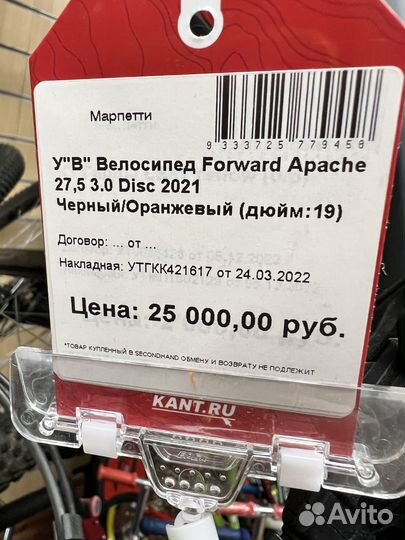 Марпетти
9333725779458
У"В" Велосипед Forward Apache
27,5 3.0 Disc 2021
Черный/Оранжевый (дюйм:19)
Договор: ... от ...
Накладная: УТГКК421617 от 24.03.2022
Цена: 25 000,00 руб.
*ТОВАР КУПЛЕННЫЙ В SECONDHAND ОБМЕНУ И ВОЗВРАТУ НЕ ПОДЛЕЖИТ
KANT.RU
Avito